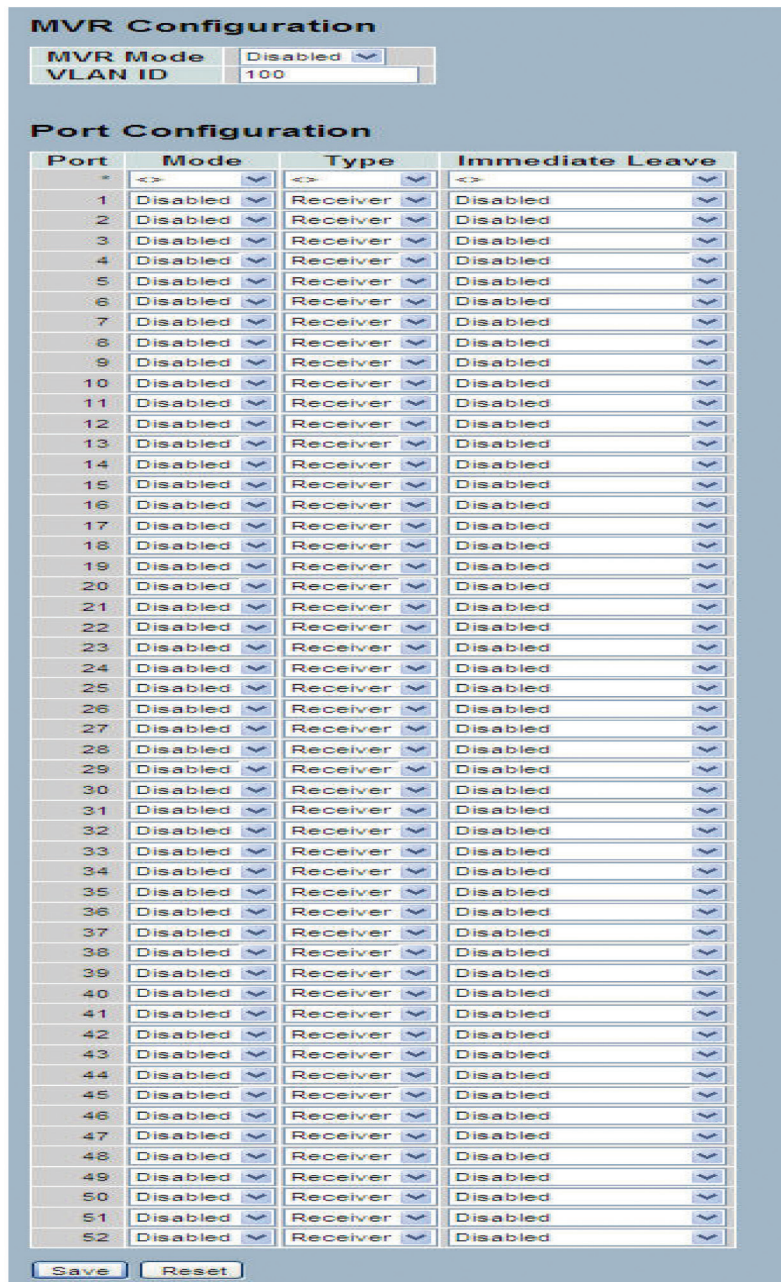 MVR Configuration
MVR Mode Disabled
VLAN ID 100
Port Configuration
Port Mode Type Immediate Leave
* <> <> <>
1 Disabled Receiver Disabled
2 Disabled Receiver Disabled
3 Disabled Receiver Disabled
4 Disabled Receiver Disabled
5 Disabled Receiver Disabled
6 Disabled Receiver Disabled
7 Disabled Receiver Disabled
8 Disabled Receiver Disabled
9 Disabled Receiver Disabled
10 Disabled Receiver Disabled
11 Disabled Receiver Disabled
12 Disabled Receiver Disabled
13 Disabled Receiver Disabled
14 Disabled Receiver Disabled
15 Disabled Receiver Disabled
16 Disabled Receiver Disabled
17 Disabled Receiver Disabled
18 Disabled Receiver Disabled
19 Disabled Receiver Disabled
20 Disabled Receiver Disabled
21 Disabled Receiver Disabled
22 Disabled Receiver Disabled
23 Disabled Receiver Disabled
24 Disabled Receiver Disabled
25 Disabled Receiver Disabled
26 Disabled Receiver Disabled
27 Disabled Receiver Disabled
28 Disabled Receiver Disabled
29 Disabled Receiver Disabled
30 Disabled Receiver Disabled
31 Disabled Receiver Disabled
32 Disabled Receiver Disabled
33 Disabled Receiver Disabled
34 Disabled Receiver Disabled
35 Disabled Receiver Disabled
36 Disabled Receiver Disabled
37 Disabled Receiver Disabled
38 Disabled Receiver Disabled
39 Disabled Receiver Disabled
40 Disabled Receiver Disabled
41 Disabled Receiver Disabled
42 Disabled Receiver Disabled
43 Disabled Receiver Disabled
44 Disabled Receiver Disabled
45 Disabled Receiver Disabled
46 Disabled Receiver Disabled
47 Disabled Receiver Disabled
48 Disabled Receiver Disabled
49 Disabled Receiver Disabled
50 Disabled Receiver Disabled
51 Disabled Receiver Disabled
52 Disabled Receiver Disabled
Save Reset